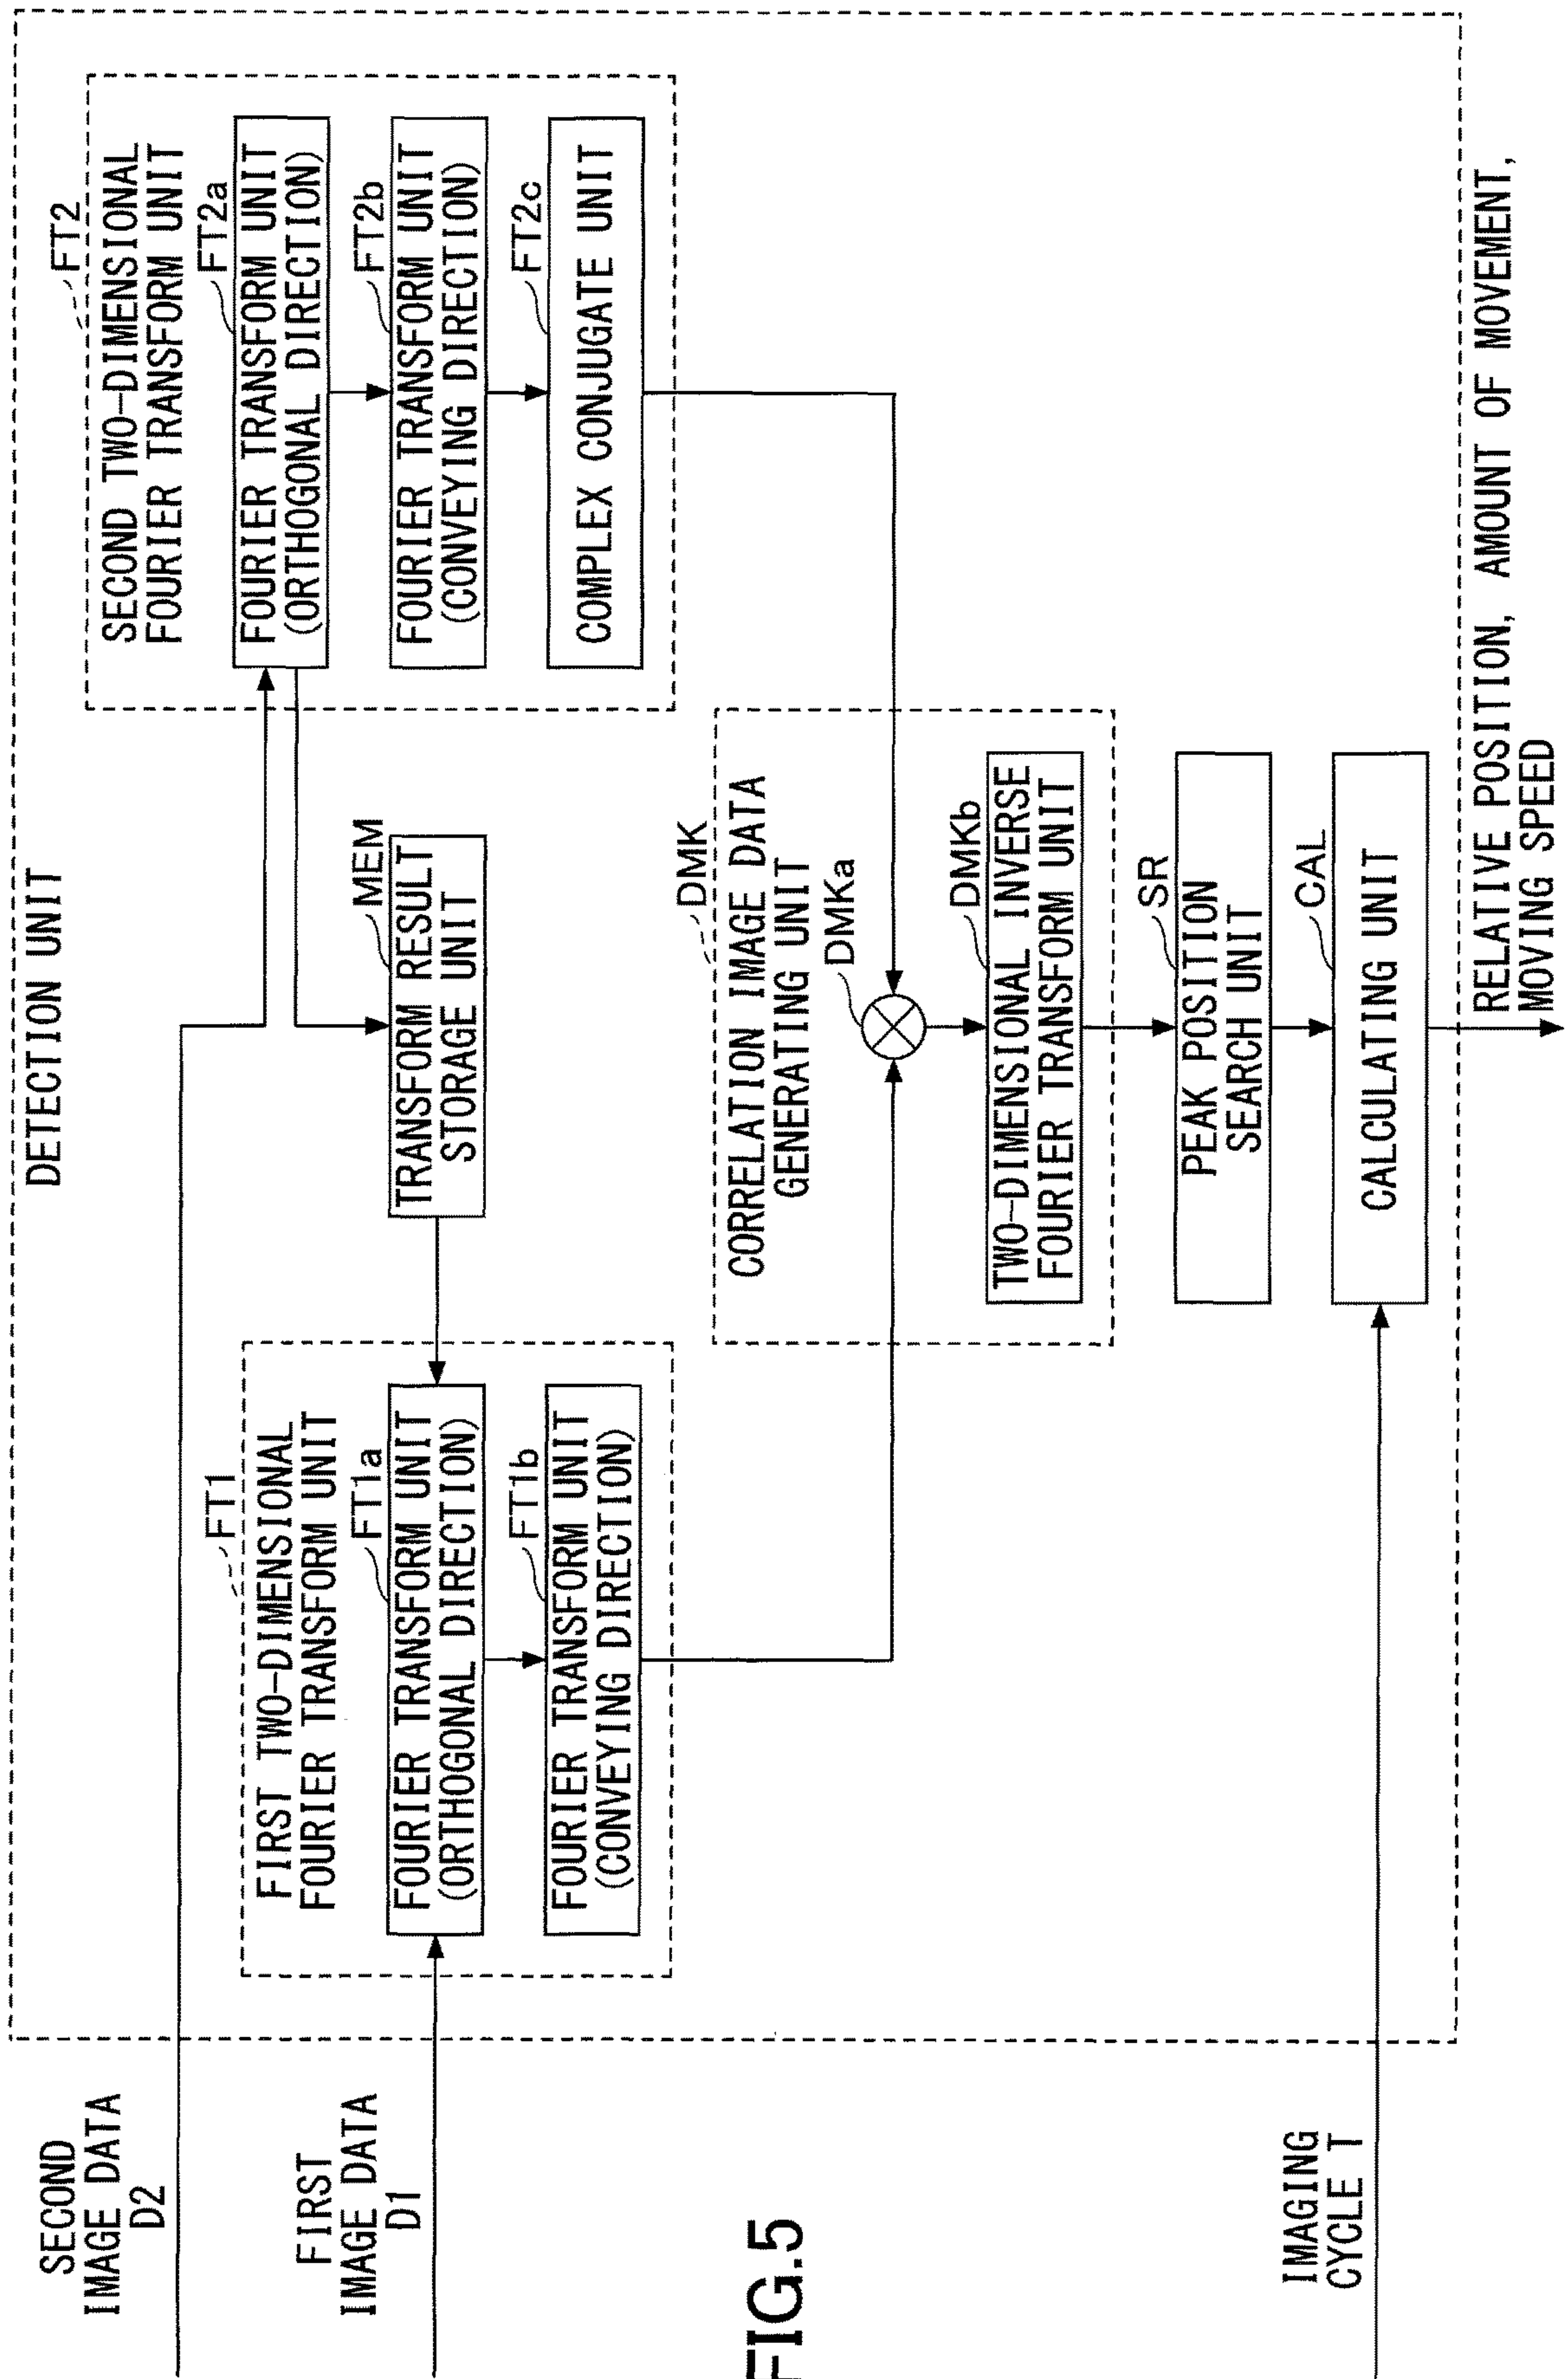 DETECTION UNIT
SECOND
IMAGE DATA
D2
FIRST
IMAGE DATA
D1
FT1
FIRST TWO-DIMENSIONAL
FOURIER TRANSFORM UNIT
FT1a
FOURIER TRANSFORM UNIT
(ORTHOGONAL DIRECTION)
FT1b
FOURIER TRANSFORM UNIT
(CONVEYING DIRECTION)
MEM
TRANSFORM RESULT
STORAGE UNIT
FT2
SECOND TWO-DIMENSIONAL
FOURIER TRANSFORM UNIT
FT2a
FOURIER TRANSFORM UNIT
(ORTHOGONAL DIRECTION)
FT2b
FOURIER TRANSFORM UNIT
(CONVEYING DIRECTION)
FT2c
COMPLEX CONJUGATE UNIT
DMK
CORRELATION IMAGE DATA
GENERATING UNIT
DMKa
DMKb
TWO-DIMENSIONAL INVERSE
FOURIER TRANSFORM UNIT
SR
PEAK POSITION
SEARCH UNIT
CAL
CALCULATING UNIT
IMAGING
CYCLE T
RELATIVE POSITION, AMOUNT OF MOVEMENT,
MOVING SPEED
FIG.5